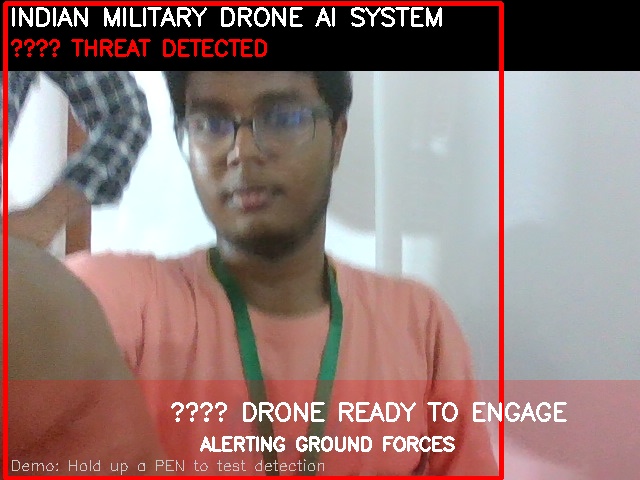 INDIAN MILITARY DRONE AI SYSTEM
???? THREAT DETECTED
???? DRONE READY TO ENGAGE
ALERTING GROUND FORCES
Demo: Hold up a PEN to test detection